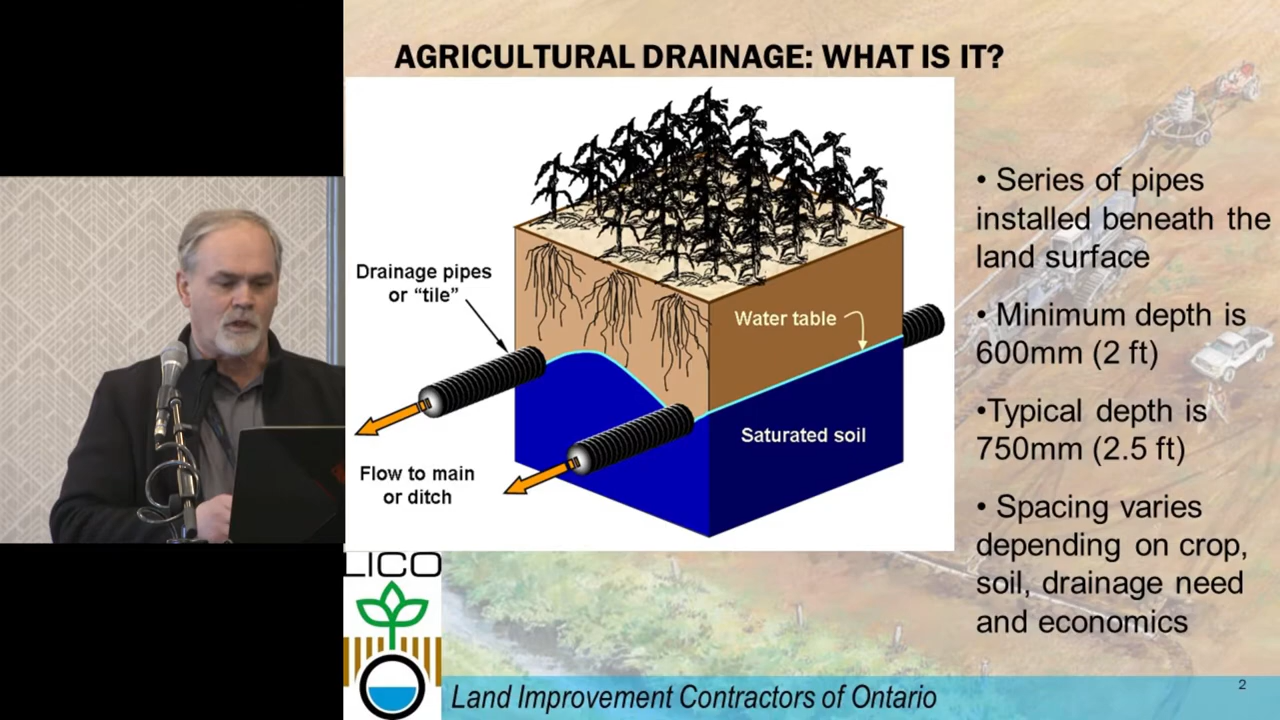 AGRICULTURAL DRAINAGE: WHAT IS IT?
Drainage pipes
or “tile”
Water table
Saturated soil
Flow to main
or ditch
• Series of pipes
installed beneath the
land surface
• Minimum depth is
600mm (2 ft)
•Typical depth is
750mm (2.5 ft)
• Spacing varies
depending on crop,
soil, drainage need
and economics
LICO
Land Improvement Contractors of Ontario
2